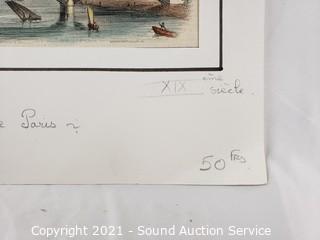 XIX ème siècle.
e Paris ~
50 Frs
Copyright 2021 - Sound Auction Service